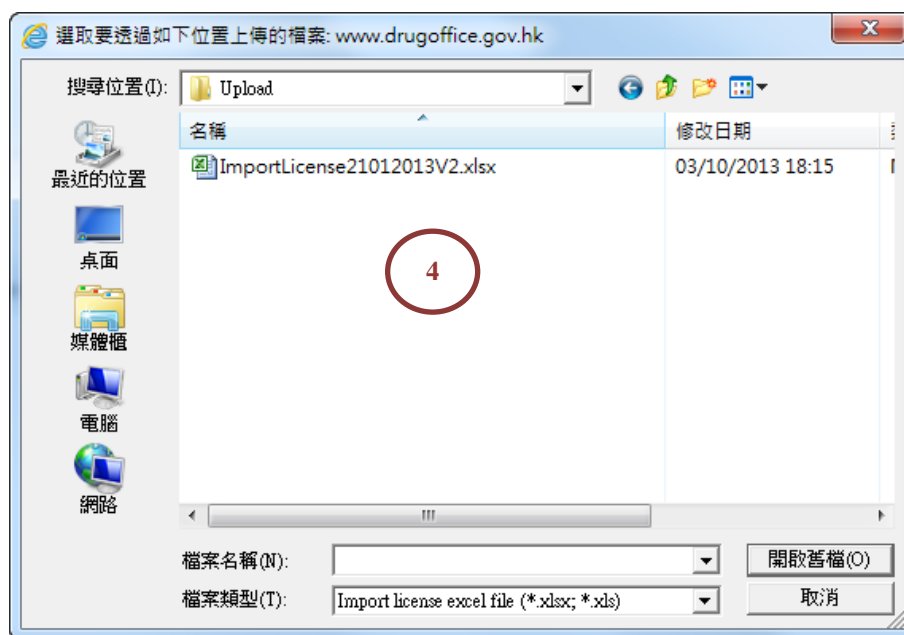 選取要透過如下位置上傳的檔案: www.drugoffice.gov.hk
搜尋位置(I): Upload
名稱 修改日期
ImportLicense21012013V2.xlsx 03/10/2013 18:15
最近的位置
桌面
媒體櫃
電腦
網路
4
檔案名稱(N): 開啟舊檔(O)
檔案類型(T): Import license excel file (*.xlsx; *.xls) 取消